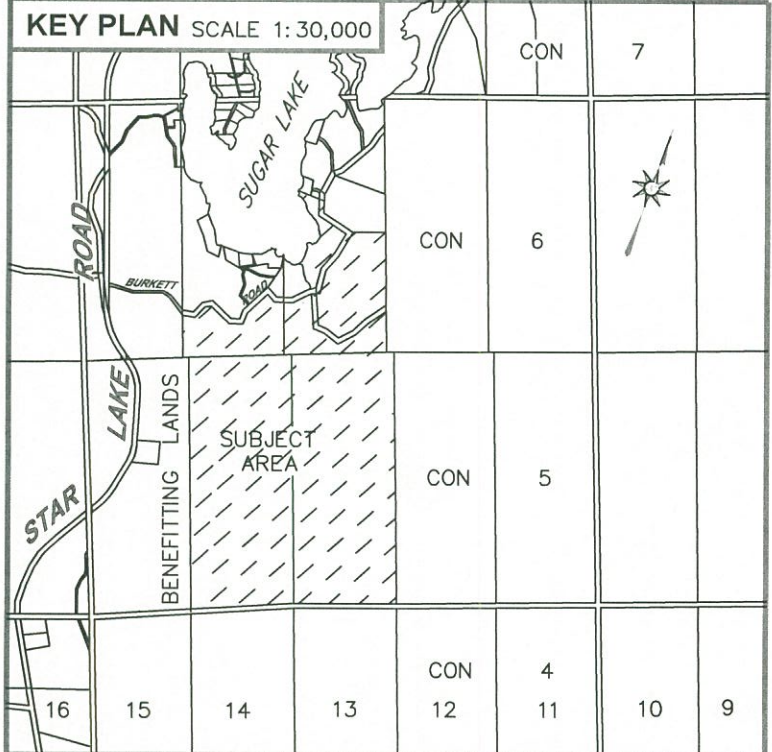 KEY PLAN SCALE 1:30,000
CON 7
SUGAR LAKE
CON 6
ROAD
BURKETT
ROAD
LAKE
STAR
BENEFITTING LANDS
SUBJECT
AREA
CON 5
CON 4
16 15 14 13 12 11 10 9